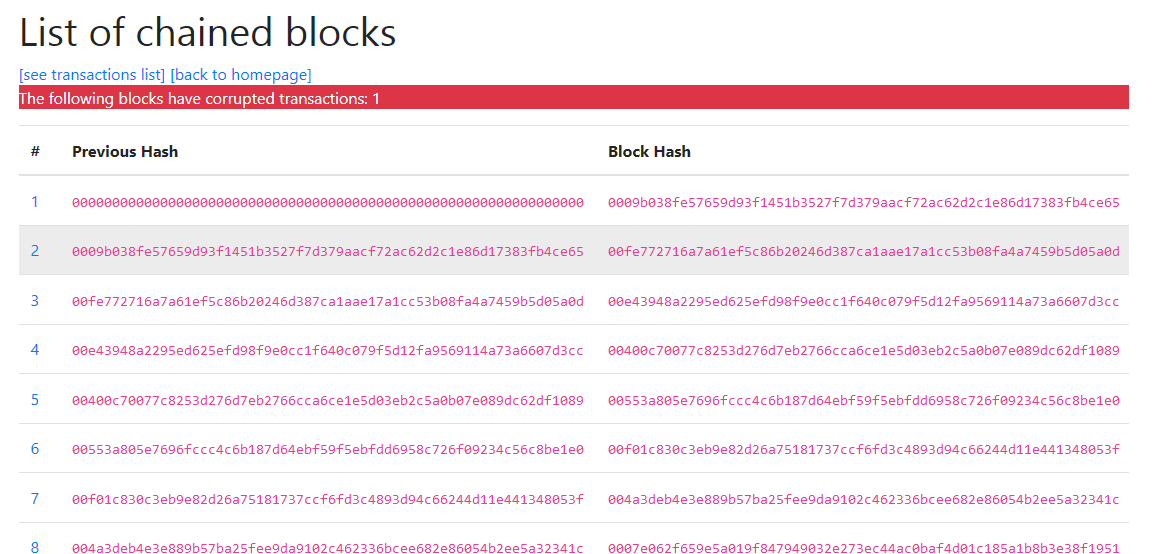 List of chained blocks
[see transactions list] [back to homepage]
The following blocks have corrupted transactions: 1
# Previous Hash Block Hash
1 0000000000000000000000000000000000000000000000000000000000000000 0009b038fe57659d93f1451b3527f7d379aacf72ac62d2c1e86d17383fb4ce65
2 0009b038fe57659d93f1451b3527f7d379aacf72ac62d2c1e86d17383fb4ce65 00fe772716a7a61ef5c86b20246d387ca1aae17a1cc53b08fa4a7459b5d05a0d
3 00fe772716a7a61ef5c86b20246d387ca1aae17a1cc53b08fa4a7459b5d05a0d 00e43948a2295ed625efd98f9e0cc1f640c079f5d12fa9569114a73a6607d3cc
4 00e43948a2295ed625efd98f9e0cc1f640c079f5d12fa9569114a73a6607d3cc 00400c70077c8253d276d7eb2766cca6ce1e5d03eb2c5a0b07e089dc62df1089
5 00400c70077c8253d276d7eb2766cca6ce1e5d03eb2c5a0b07e089dc62df1089 00553a805e7696fccc4c6b187d64ebf59f5ebfdd6958c726f09234c56c8be1e0
6 00553a805e7696fccc4c6b187d64ebf59f5ebfdd6958c726f09234c56c8be1e0 00f01c830c3eb9e82d26a75181737ccf6fd3c4893d94c66244d11e441348053f
7 00f01c830c3eb9e82d26a75181737ccf6fd3c4893d94c66244d11e441348053f 004a3deb4e3e889b57ba25fee9da9102c462336bcee682e86054b2ee5a32341c
8 004a3deb4e3e889b57ba25fee9da9102c462336bcee682e86054b2ee5a32341c 0007e062f659e5a019f847949032e273ec44ac0baf4d01c185a1b8b3e38f1951